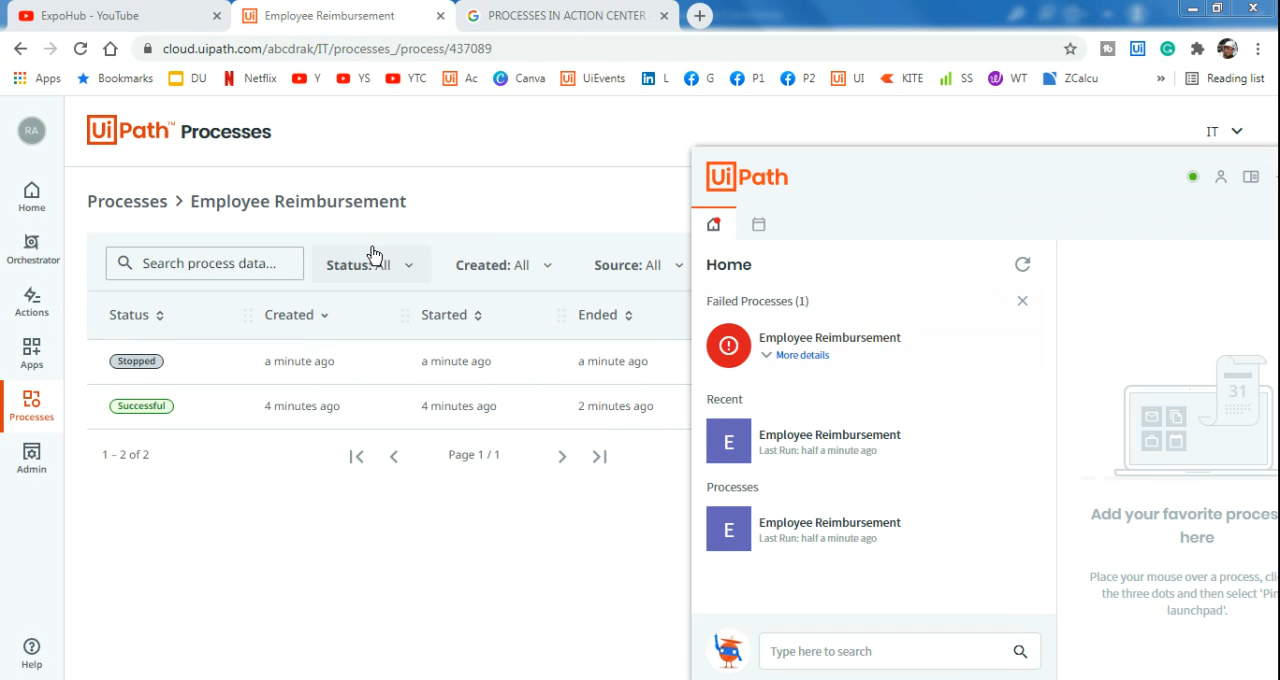 ExpoHub - YouTube
Employee Reimbursement
PROCESSES IN ACTION CENTER -
cloud.uipath.com/abcdrak/IT/processes_/process/437089
Apps
Bookmarks
DU
Netflix
Y
YS
YTC
Ac
Canva
UiEvents
L
G
P1
P2
UI
KITE
SS
WT
ZCalcu
»
Reading list
RA
UiPath™ Processes
IT
Home
Orchestrator
Actions
Apps
Processes
Admin
Help
Processes > Employee Reimbursement
Search process data...
Status: All
Created: All
Source: All
Status
Created
Started
Ended
Stopped
a minute ago
a minute ago
a minute ago
Successful
4 minutes ago
4 minutes ago
2 minutes ago
1 – 2 of 2
Page 1 / 1
UiPath
Home
Failed Processes (1)
Employee Reimbursement
More details
Recent
E
Employee Reimbursement
Last Run: half a minute ago
Processes
E
Employee Reimbursement
Last Run: half a minute ago
Type here to search
31
Add your favorite proces
here
Place your mouse over a process, cli
the three dots and then select 'Pin
launchpad'.